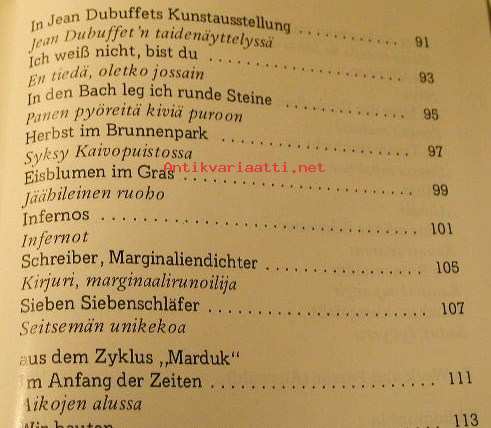 In Jean Dubuffets Kunstausstellung ............ 91
Jean Dubuffet'n taidenäyttelyssä
Ich weiß nicht, bist du .................... 93
En tiedä, oletko jossain
In den Bach leg ich runde Steine ............. 95
Panen pyöreitä kiviä puroon
Herbst im Brunnenpark .................... 97
Syksy Kaivopuistossa
Antikvariaatti.net
Eisblumen im Gras ........................ 99
Jäähileinen ruoho
Infernos ................................ 101
Infernot
Schreiber, Marginaliendichter ................ 105
Kirjuri, marginaalirunoilija
Sieben Siebenschläfer ..................... 107
Seitsemän unikekoa
aus dem Zyklus „Marduk"
Im Anfang der Zeiten ....................... 111
Aikojen alussa
Wir bauten ............................ 113